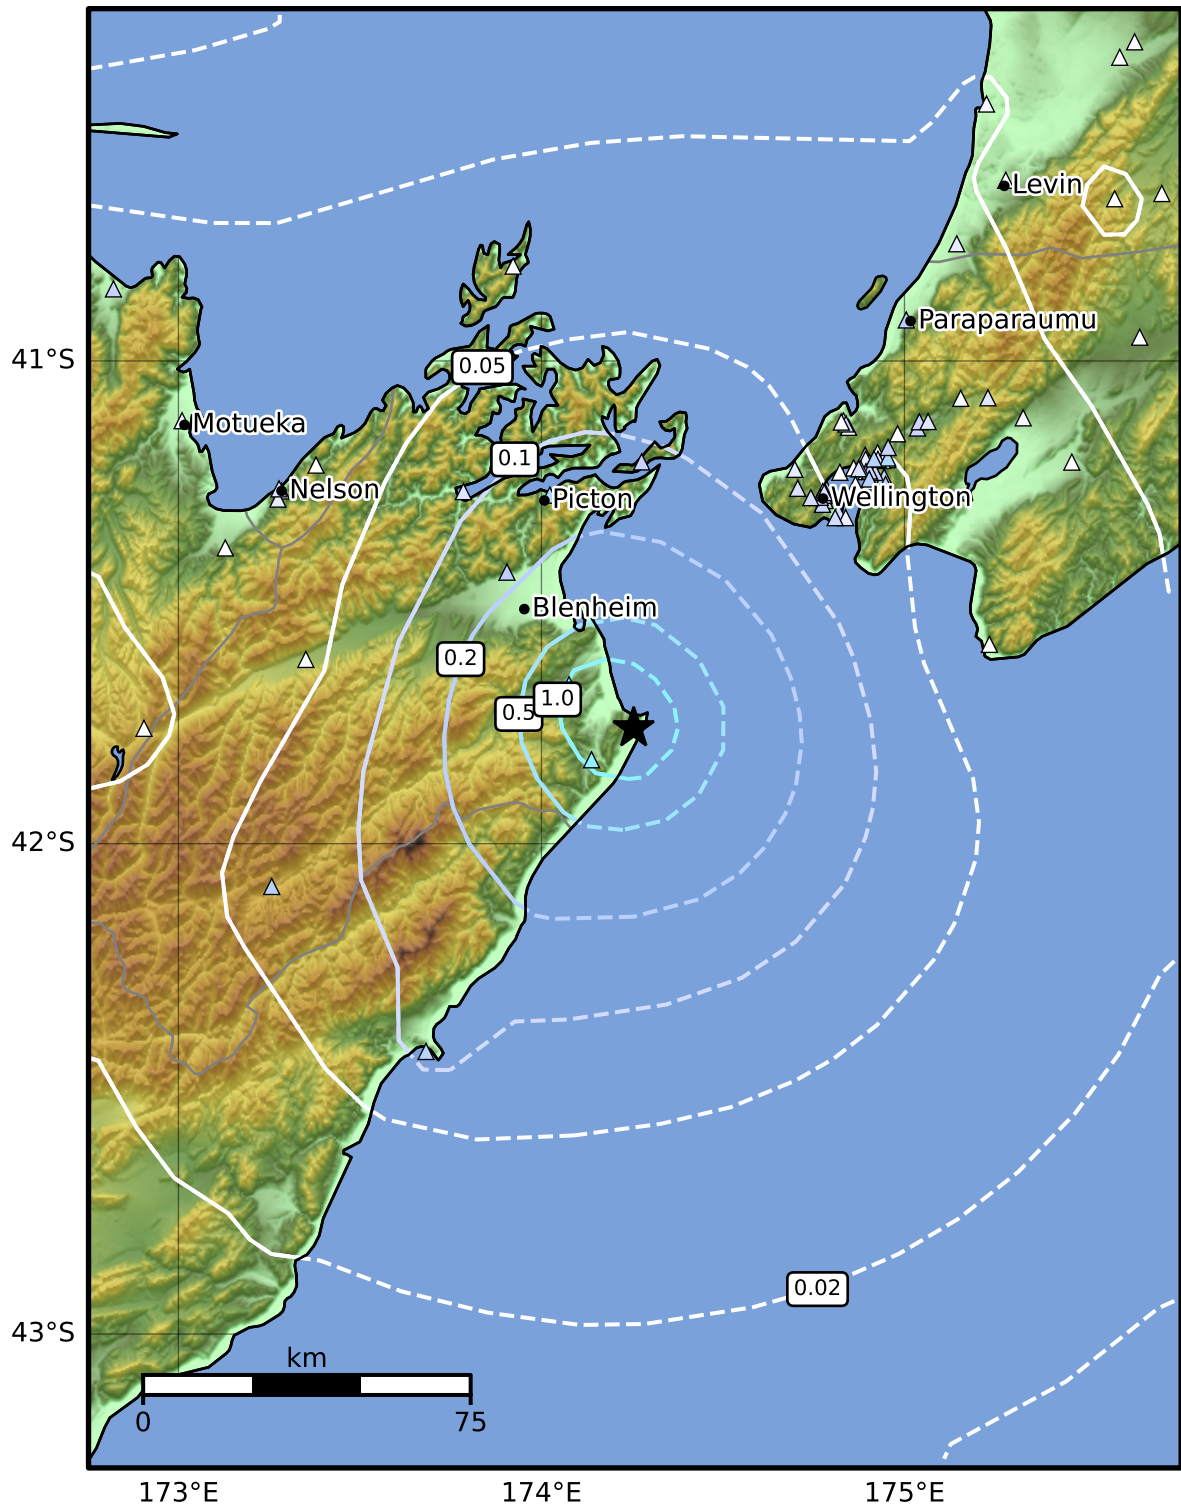 Levin
Paraparaumu
41°S
0.05
Motueka
0.1
Nelson
Picton
Wellington
Blenheim
0.2
0.5
1.0
42°S
0.02
43°S
km
0
75
173°E
174°E
175°E